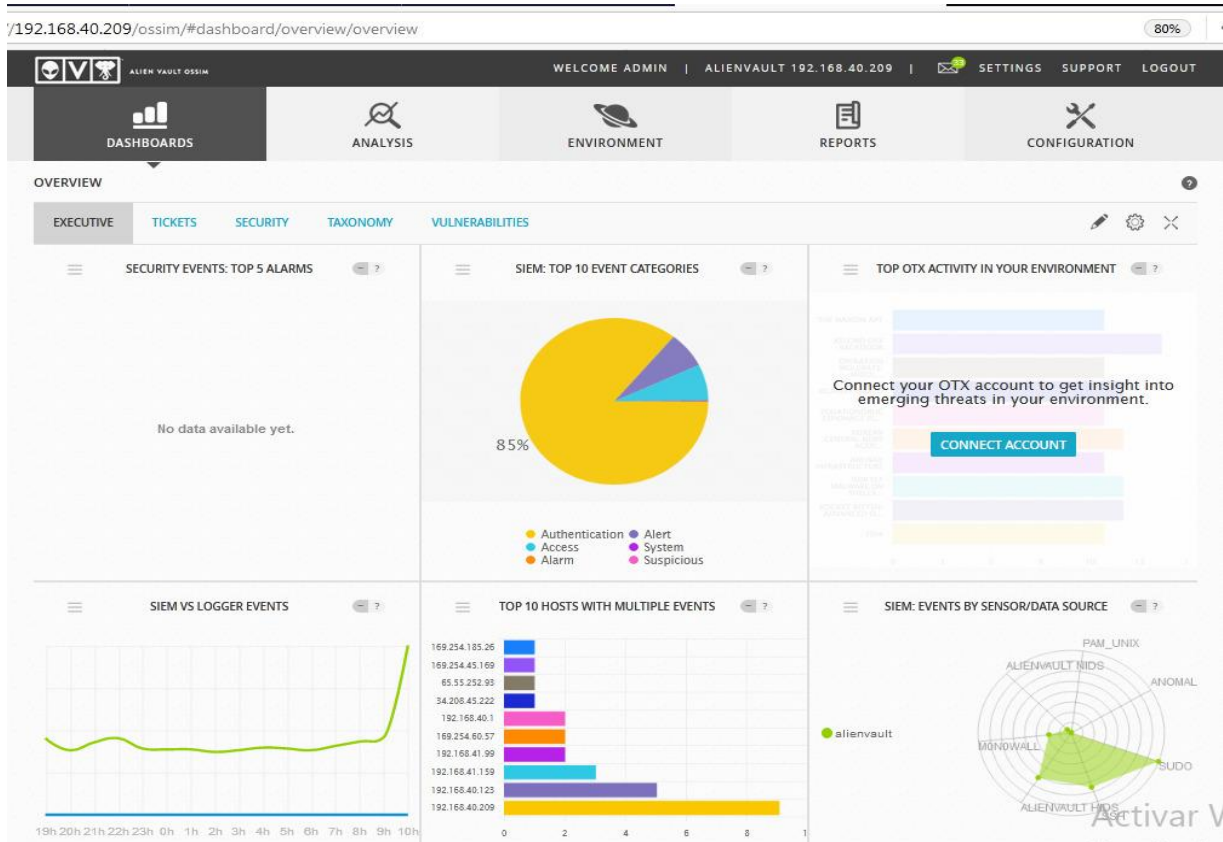 /192.168.40.209/ossim/#dashboard/overview/overview
80%
ALIEN VAULT OSSIM
WELCOME ADMIN | ALIENVAULT 192.168.40.209 | 33 SETTINGS SUPPORT LOGOUT
DASHBOARDS ANALYSIS ENVIRONMENT REPORTS CONFIGURATION
OVERVIEW
?
EXECUTIVE TICKETS SECURITY TAXONOMY VULNERABILITIES
SECURITY EVENTS: TOP 5 ALARMS
?
No data available yet.
SIEM: TOP 10 EVENT CATEGORIES
?
85%
Authentication Alert
Access System
Alarm Suspicious
TOP OTX ACTIVITY IN YOUR ENVIRONMENT
?
Connect your OTX account to get insight into
emerging threats in your environment.
CONNECT ACCOUNT
SIEM VS LOGGER EVENTS
?
19h 20h 21h 22h 23h 0h 1h 2h 3h 4h 5h 6h 7h 8h 9h 10h
TOP 10 HOSTS WITH MULTIPLE EVENTS
?
169.254.185.26
169.254.45.169
65.55.252.93
34.208.45.222
192.168.40.1
169.254.60.57
192.168.41.99
192.168.41.159
192.168.40.123
192.168.40.209
0 2 4 6 8 1
SIEM: EVENTS BY SENSOR/DATA SOURCE
?
alienvault
PAM_UNIX
ALIENVAULT NIDS
ANOMAL
M0N0WALL
SUDO
ALIENVAULT HIDS
SSH
Activar W